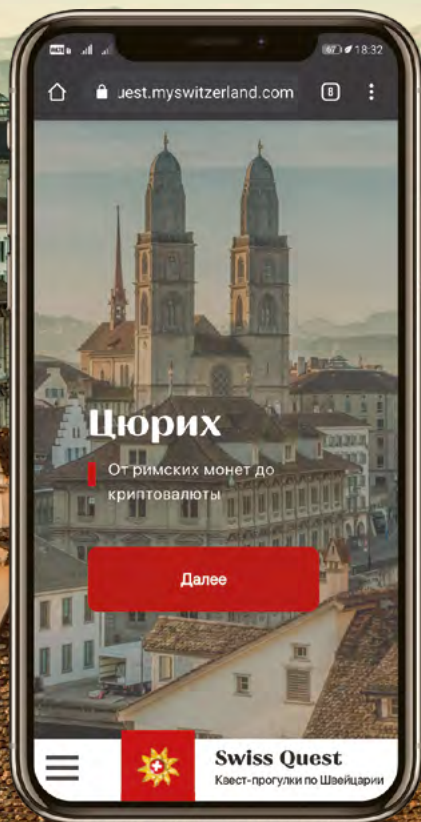 67 18:32
uest.myswitzerland.com 8
Цюрих
От римских монет до
криптовалюты
Далее
Swiss Quest
Квест-прогулки по Швейцарии